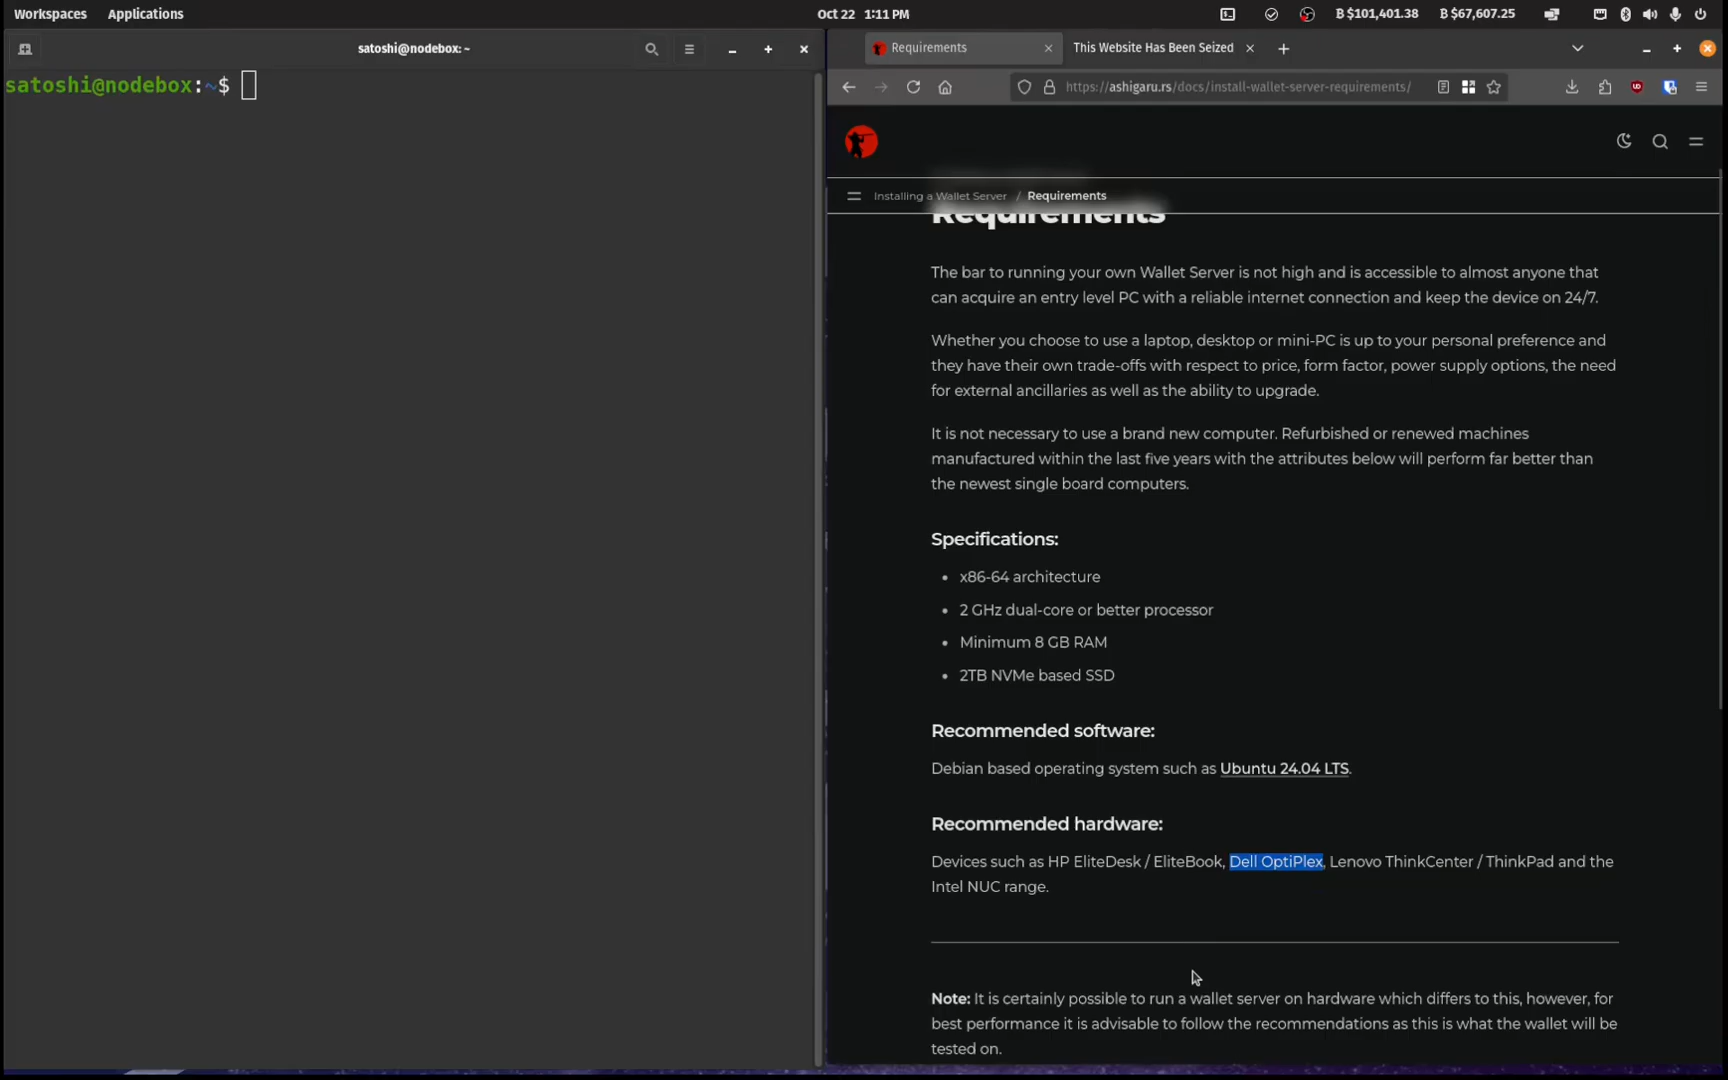 Workspaces Applications Oct 22 1:11 PM ₿ $101,401.38 ₿ $67,607.25
satoshi@nodebox: ~
satoshi@nodebox:~$
Requirements This Website Has Been Seized
https://ashigaru.rs/docs/install-wallet-server-requirements/
Installing a Wallet Server / Requirements
Requirements
The bar to running your own Wallet Server is not high and is accessible to almost anyone that
can acquire an entry level PC with a reliable internet connection and keep the device on 24/7.
Whether you choose to use a laptop, desktop or mini-PC is up to your personal preference and
they have their own trade-offs with respect to price, form factor, power supply options, the need
for external ancillaries as well as the ability to upgrade.
It is not necessary to use a brand new computer. Refurbished or renewed machines
manufactured within the last five years with the attributes below will perform far better than
the newest single board computers.
Specifications:
• x86-64 architecture
• 2 GHz dual-core or better processor
• Minimum 8 GB RAM
• 2TB NVMe based SSD
Recommended software:
Debian based operating system such as Ubuntu 24.04 LTS.
Recommended hardware:
Devices such as HP EliteDesk / EliteBook, Dell OptiPlex, Lenovo ThinkCenter / ThinkPad and the
Intel NUC range.
Note: It is certainly possible to run a wallet server on hardware which differs to this, however, for
best performance it is advisable to follow the recommendations as this is what the wallet will be
tested on.